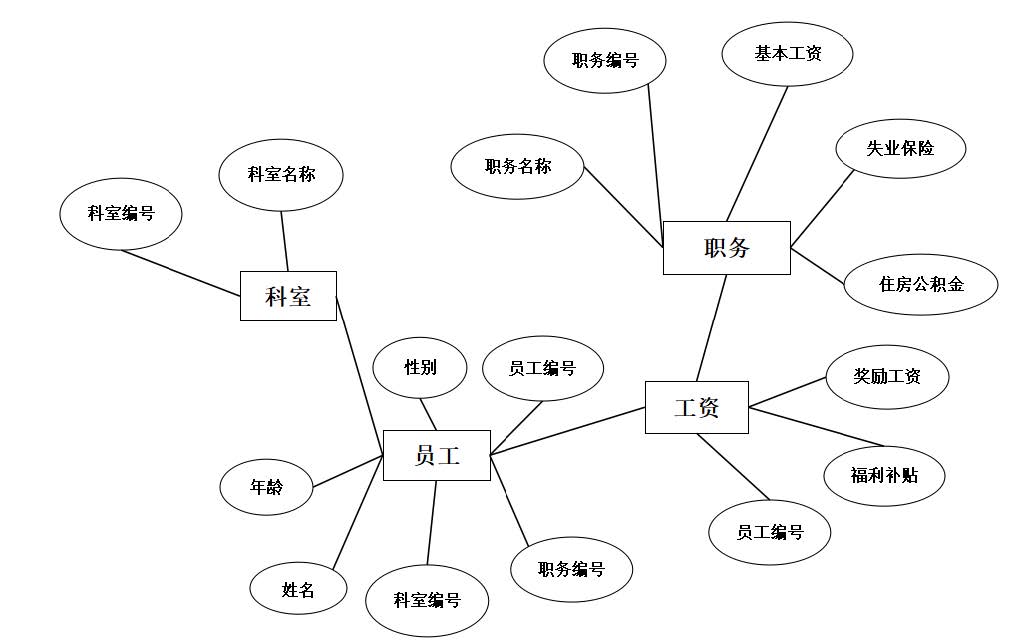 职务编号
基本工资
失业保险
职务名称
科室名称
科室编号
职务
住房公积金
科室
性别
员工编号
奖励工资
工资
员工
年龄
福利补贴
员工编号
职务编号
姓名
科室编号